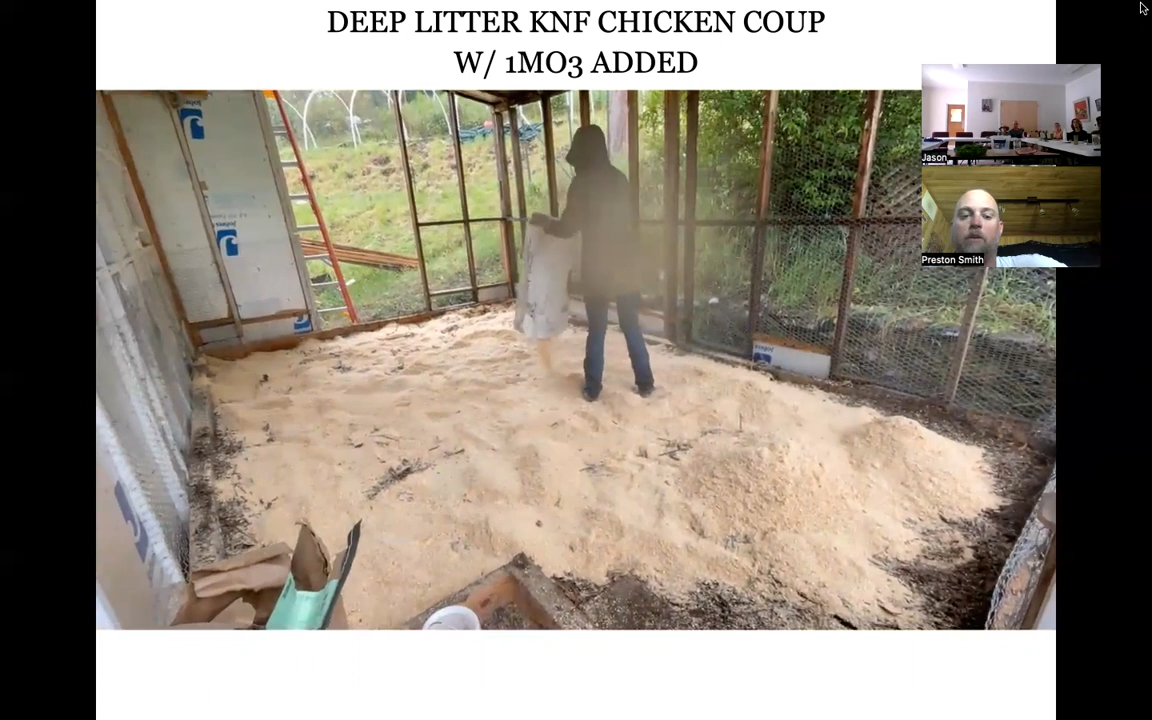 DEEP LITTER KNF CHICKEN COUP
W/ 1MO3 ADDED
Jason
Preston Smith